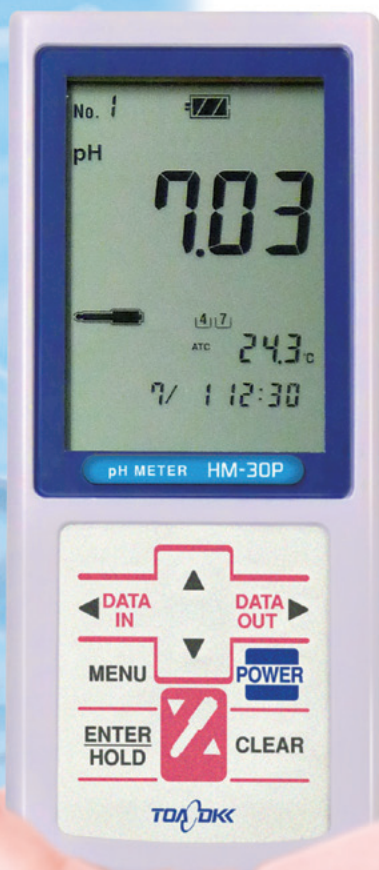 No. 1
pH
7.03
4 7
ATC 24.3 °C
7/ 1 12:30
pH METER HM-30P
DATA IN
DATA OUT
MENU
POWER
ENTER
HOLD
CLEAR
TOA DKK